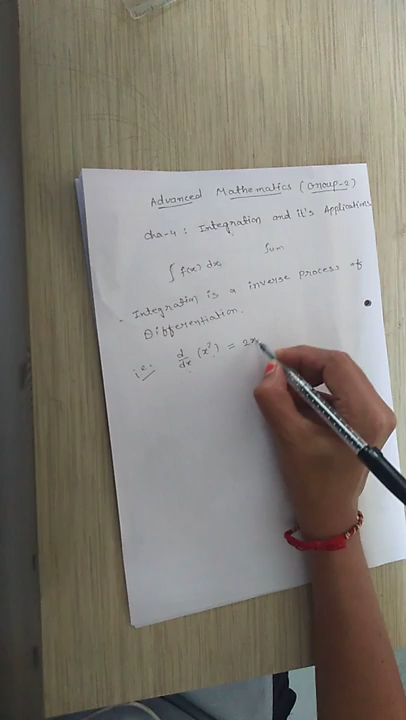 Advanced Mathematics (Group-2)
cha-4 : Integration and it's Applications
∫ f(x) dx, Sum
- Integration is a inverse process of
Differentiation.
i.e. d/dx (x²) = 2x